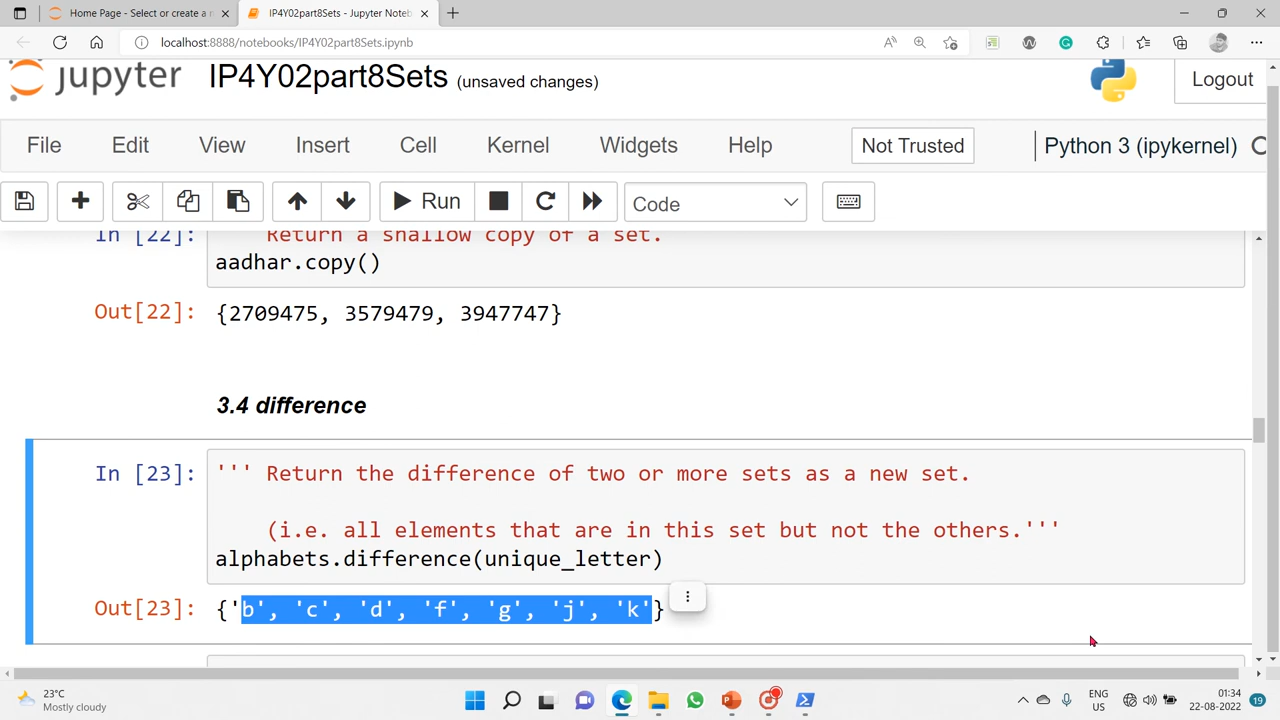 Home Page - Select or create a n
IP4Y02part8Sets - Jupyter Noteb
localhost:8888/notebooks/IP4Y02part8Sets.ipynb
jupyter IP4Y02part8Sets (unsaved changes)
Logout
File Edit View Insert Cell Kernel Widgets Help
Not Trusted
Python 3 (ipykernel)
Run
Code
In [22]: Return a shallow copy of a set.
aadhar.copy()
Out[22]: {2709475, 3579479, 3947747}
3.4 difference
In [23]: ''' Return the difference of two or more sets as a new set.
(i.e. all elements that are in this set but not the others.'''
alphabets.difference(unique_letter)
Out[23]: {'b', 'c', 'd', 'f', 'g', 'j', 'k'}
23°C
Mostly cloudy
ENG
US
01:34
22-08-2022
19